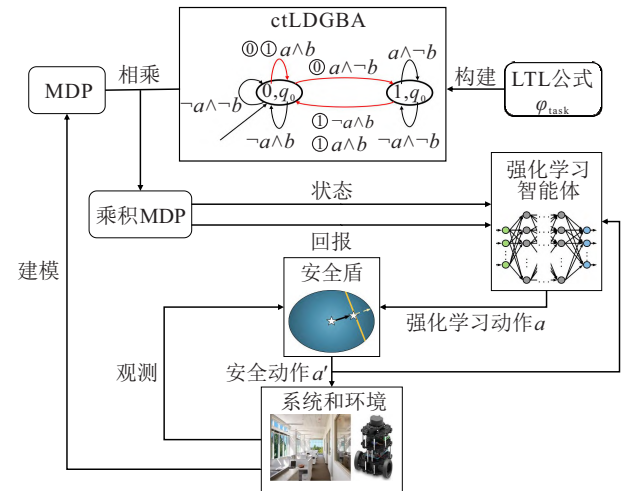 ctLDGBA
⓪①a∧b
⓪a∧¬b
a∧¬b
¬a∧¬b
0,q₀
1,q₀
¬a∧b
①¬a∧b
①a∧b
¬a∧¬b
MDP
相乘
构建
LTL公式
φtask
乘积MDP
状态
回报
强化学习
智能体
建模
安全盾
强化学习动作a
观测
安全动作a′
系统和环境